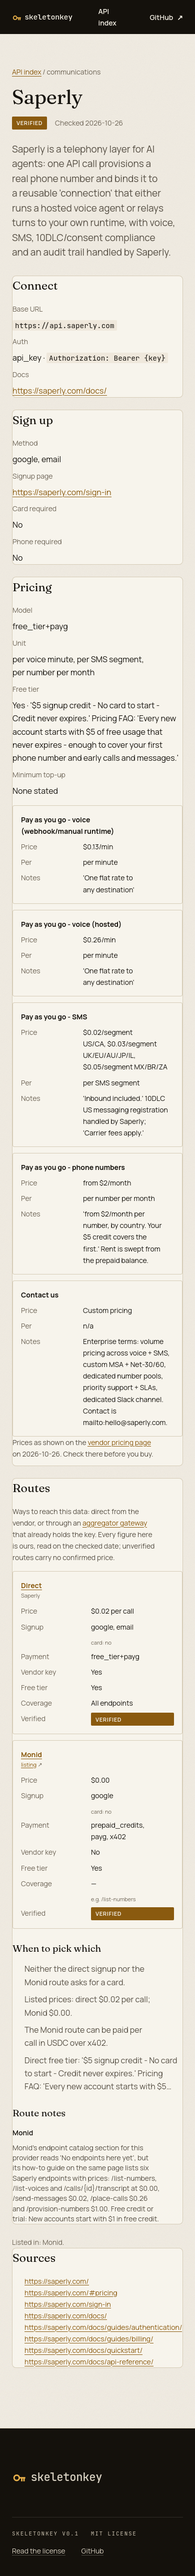 skeletonkey
API
index
GitHub ↗
API index / communications
Saperly
VERIFIED Checked 2026-10-26
Saperly is a telephony layer for AI
agents: one API call provisions a
real phone number and binds it to
a reusable 'connection' that either
runs a hosted voice agent or relays
turns to your own runtime, with voice,
SMS, 10DLC/consent compliance
and an audit trail handled by Saperly.
Connect
Base URL
https://api.saperly.com
Auth
api_key · Authorization: Bearer {key}
Docs
https://saperly.com/docs/
Sign up
Method
google, email
Signup page
https://saperly.com/sign-in
Card required
No
Phone required
No
Pricing
Model
free_tier+payg
Unit
per voice minute, per SMS segment,
per number per month
Free tier
Yes · '$5 signup credit - No card to start -
Credit never expires.' Pricing FAQ: 'Every new
account starts with $5 of free usage that
never expires - enough to cover your first
phone number and early calls and messages.'
Minimum top-up
None stated
Pay as you go - voice
(webhook/manual runtime)
Price $0.13/min
Per per minute
Notes 'One flat rate to
any destination'
Pay as you go - voice (hosted)
Price $0.26/min
Per per minute
Notes 'One flat rate to
any destination'
Pay as you go - SMS
Price $0.02/segment
US/CA, $0.03/segment
UK/EU/AU/JP/IL,
$0.05/segment MX/BR/ZA
Per per SMS segment
Notes 'Inbound included.' 10DLC
US messaging registration
handled by Saperly;
'Carrier fees apply.'
Pay as you go - phone numbers
Price from $2/month
Per per number per month
Notes 'from $2/month per
number, by country. Your
$5 credit covers the
first.' Rent is swept from
the prepaid balance.
Contact us
Price Custom pricing
Per n/a
Notes Enterprise terms: volume
pricing across voice + SMS,
custom MSA + Net-30/60,
dedicated number pools,
priority support + SLAs,
dedicated Slack channel.
Contact is
mailto:hello@saperly.com.
Prices as shown on the vendor pricing page
on 2026-10-26. Check there before you buy.
Routes
Ways to reach this data: direct from the
vendor, or through an aggregator gateway
that already holds the key. Every figure here
is ours, read on the checked date; unverified
routes carry no confirmed price.
Direct
Saperly
Price $0.02 per call
Signup google, email
card: no
Payment free_tier+payg
Vendor key Yes
Free tier Yes
Coverage All endpoints
Verified VERIFIED
Monid
listing ↗
Price $0.00
Signup google
card: no
Payment prepaid_credits,
payg, x402
Vendor key No
Free tier Yes
Coverage —
e.g. /list-numbers
Verified VERIFIED
When to pick which
Neither the direct signup nor the
Monid route asks for a card.
Listed prices: direct $0.02 per call;
Monid $0.00.
The Monid route can be paid per
call in USDC over x402.
Direct free tier: '$5 signup credit - No card
to start - Credit never expires.' Pricing
FAQ: 'Every new account starts with $5...
Route notes
Monid
Monid's endpoint catalog section for this
provider reads 'No endpoints here yet', but
its how-to guide on the same page lists six
Saperly endpoints with prices: /list-numbers,
/list-voices and /calls/{id}/transcript at $0.00,
/send-messages $0.02, /place-calls $0.26
and /provision-numbers $1.00. Free credit or
trial: New accounts start with $1 in free credit.
Listed in: Monid.
Sources
https://saperly.com/
https://saperly.com/#pricing
https://saperly.com/sign-in
https://saperly.com/docs/
https://saperly.com/docs/guides/authentication/
https://saperly.com/docs/guides/billing/
https://saperly.com/docs/quickstart/
https://saperly.com/docs/api-reference/
skeletonkey
SKELETONKEY V0.1 MIT LICENSE
Read the license GitHub